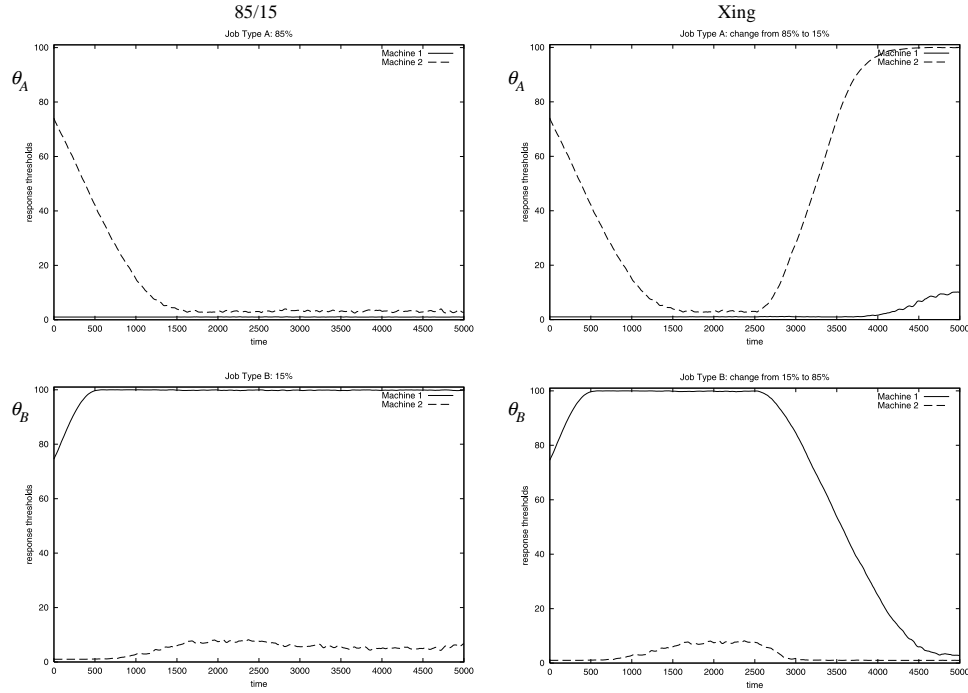 85/15
Xing
Job Type A: 85%
θA
response thresholds
100
80
60
40
20
0
Machine 1
Machine 2
0 500 1000 1500 2000 2500 3000 3500 4000 4500 5000
time
Job Type A: change from 85% to 15%
θA
response thresholds
100
80
60
40
20
0
Machine 1
Machine 2
0 500 1000 1500 2000 2500 3000 3500 4000 4500 5000
time
Job Type B: 15%
θB
response thresholds
100
80
60
40
20
0
Machine 1
Machine 2
0 500 1000 1500 2000 2500 3000 3500 4000 4500 5000
time
Job Type B: change from 15% to 85%
θB
response thresholds
100
80
60
40
20
0
Machine 1
Machine 2
0 500 1000 1500 2000 2500 3000 3500 4000 4500 5000
time